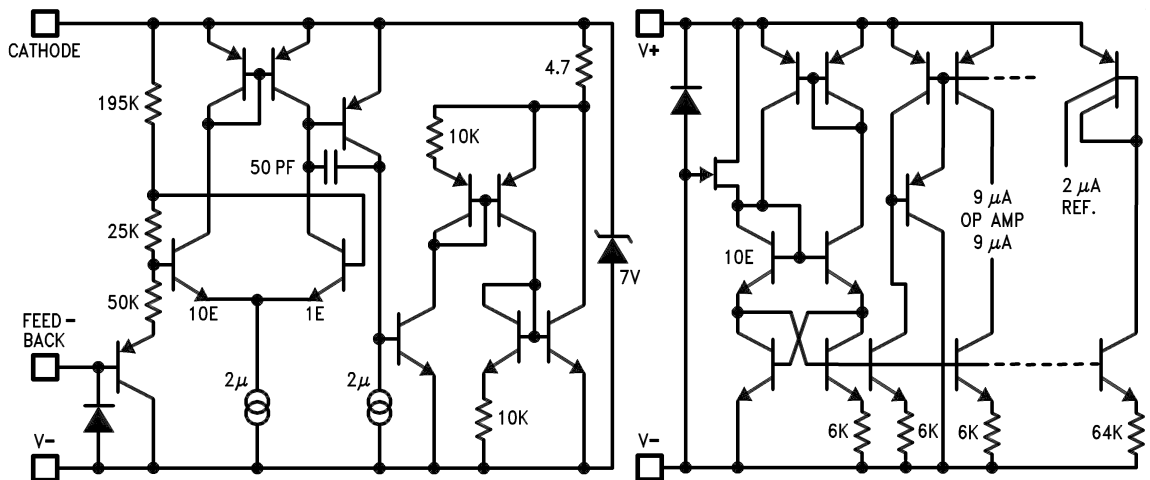 CATHODE
195K
50 PF
25K
50K
10E
1E
FEED-
BACK
2μ
2μ
V-
4.7
10K
10K
7V
V+
10E
9 μA
OP AMP
9 μA
2 μA
REF.
V-
6K
6K
6K
64K